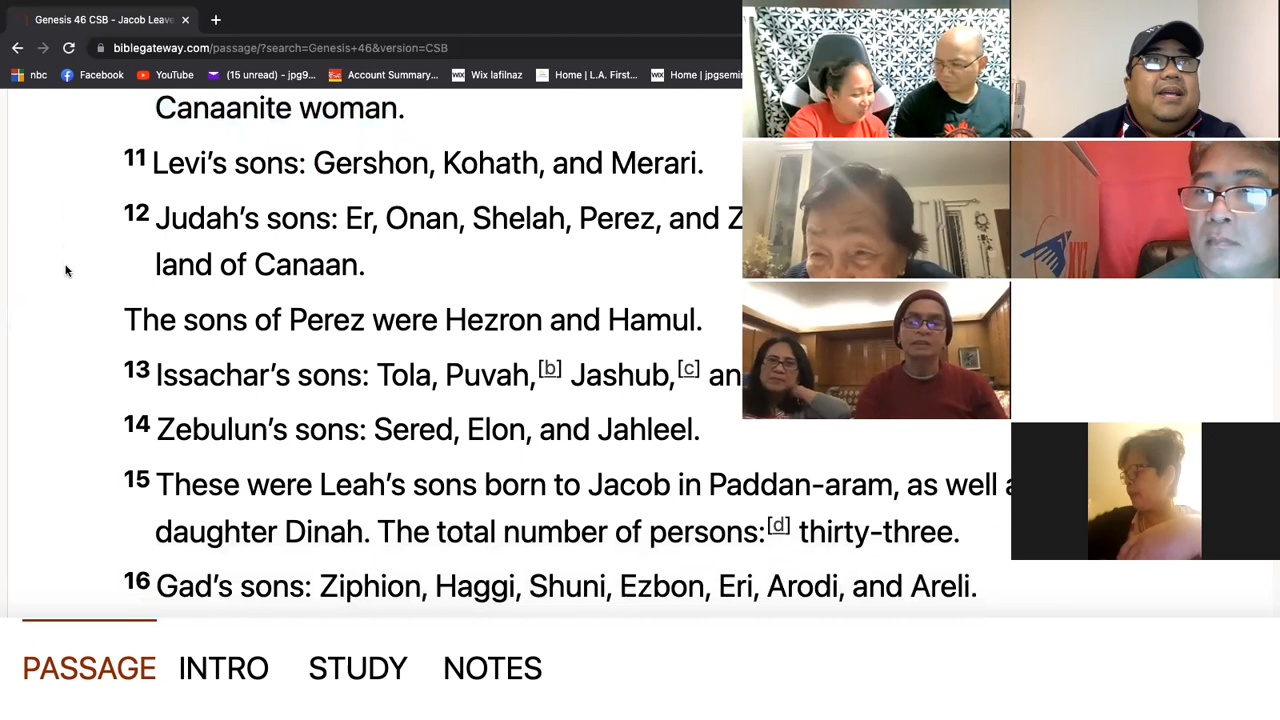 Genesis 46 CSB - Jacob Leave
biblegateway.com/passage/?search=Genesis+46&version=CSB
nbc Facebook YouTube (15 unread) - jpg9... Account Summary... Wix lafilnaz Home | L.A. First... Home | jpgsemi
Canaanite woman.
11 Levi’s sons: Gershon, Kohath, and Merari.
12 Judah’s sons: Er, Onan, Shelah, Perez, and Z
land of Canaan.
The sons of Perez were Hezron and Hamul.
13 Issachar’s sons: Tola, Puvah,[b] Jashub,[c] an
14 Zebulun’s sons: Sered, Elon, and Jahleel.
15 These were Leah’s sons born to Jacob in Paddan-aram, as well
daughter Dinah. The total number of persons:[d] thirty-three.
16 Gad’s sons: Ziphion, Haggi, Shuni, Ezbon, Eri, Arodi, and Areli.
PASSAGE INTRO STUDY NOTES